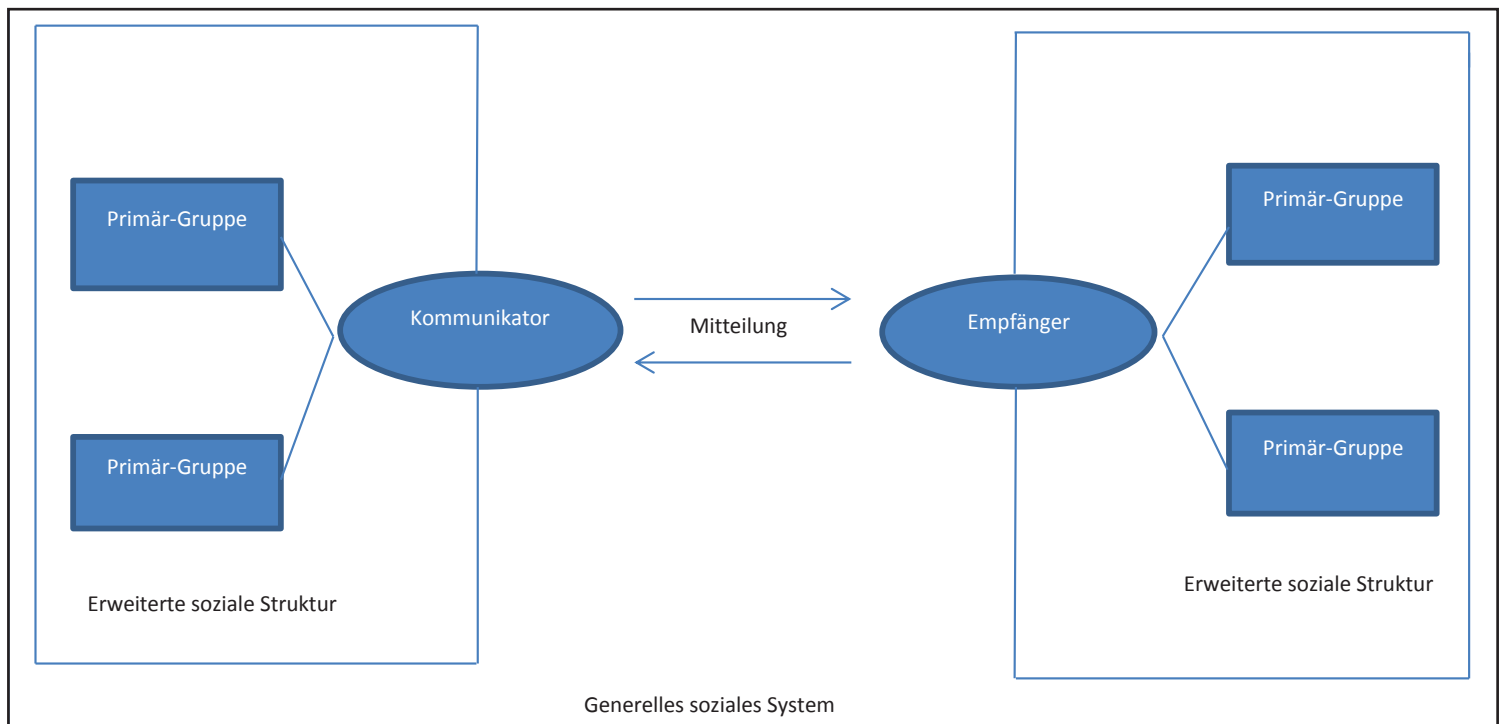 Primär-Gruppe
Primär-Gruppe
Kommunikator
Mitteilung
Empfänger
Primär-Gruppe
Primär-Gruppe
Erweiterte soziale Struktur
Erweiterte soziale Struktur
Generelles soziales System